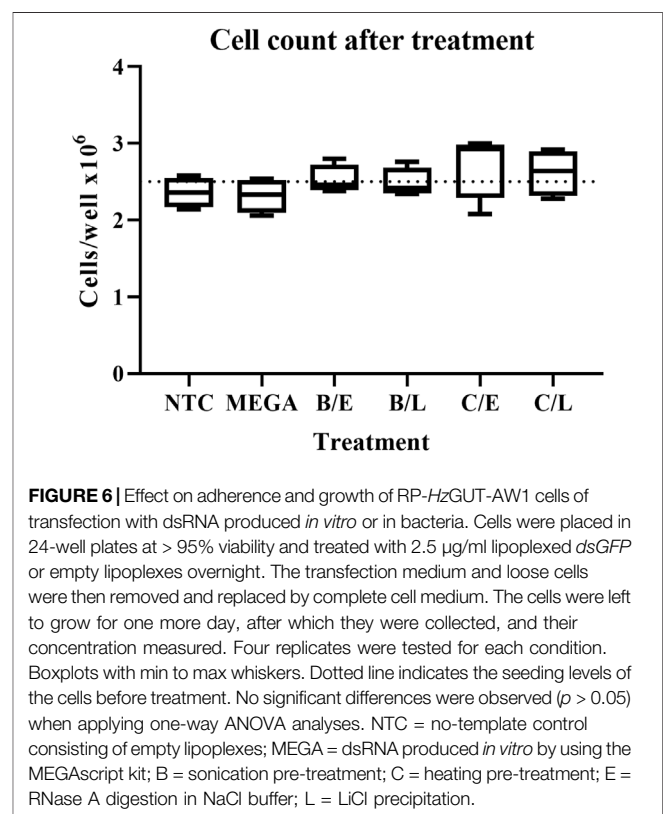 Cell count after treatment
4
3
2
1
0
Cells/well x10⁶
NTC MEGA B/E B/L C/E C/L
Treatment
FIGURE 6 | Effect on adherence and growth of RP-HzGUT-AW1 cells of
transfection with dsRNA produced in vitro or in bacteria. Cells were placed in
24-well plates at > 95% viability and treated with 2.5 µg/ml lipoplexed dsGFP
or empty lipoplexes overnight. The transfection medium and loose cells
were then removed and replaced by complete cell medium. The cells were left
to grow for one more day, after which they were collected, and their
concentration measured. Four replicates were tested for each condition.
Boxplots with min to max whiskers. Dotted line indicates the seeding levels of
the cells before treatment. No significant differences were observed (p > 0.05)
when applying one-way ANOVA analyses. NTC = no-template control
consisting of empty lipoplexes; MEGA = dsRNA produced in vitro by using the
MEGAscript kit; B = sonication pre-treatment; C = heating pre-treatment; E =
RNase A digestion in NaCl buffer; L = LiCl precipitation.